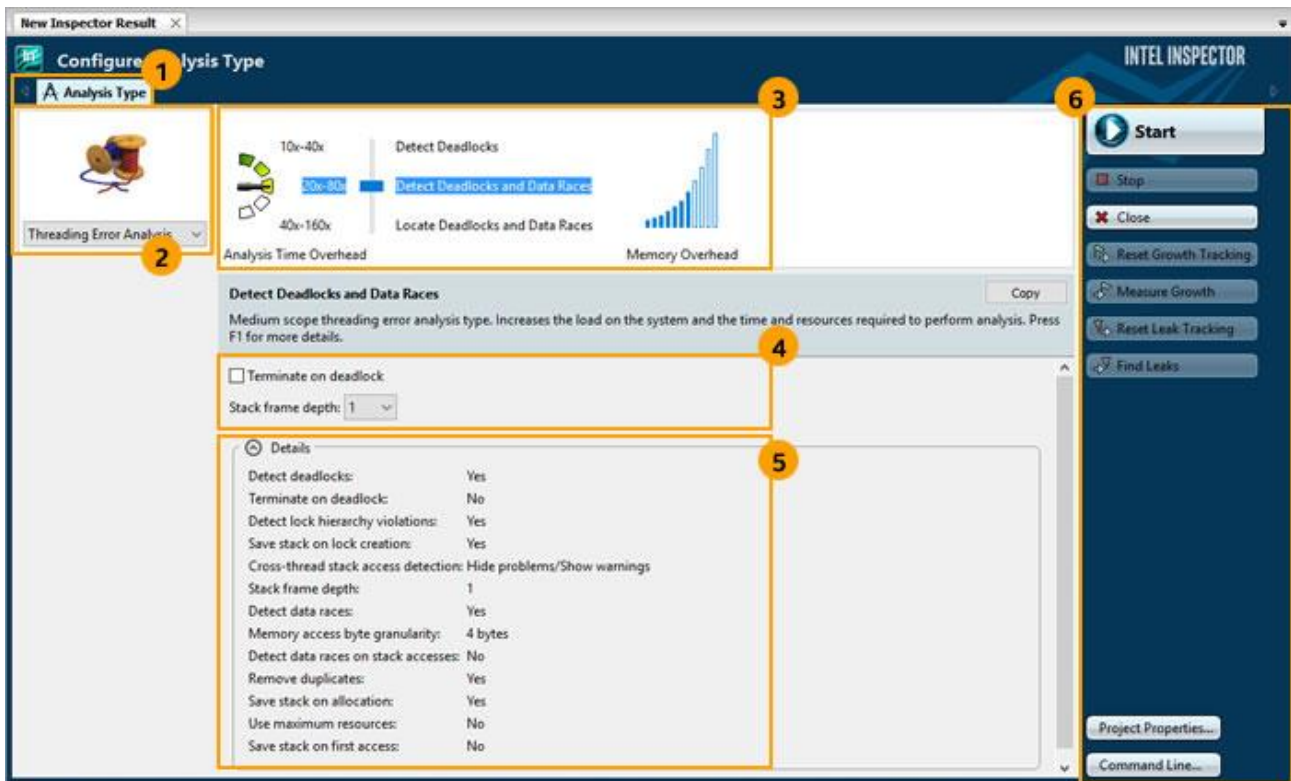 New Inspector Result
Configure Analysis Type
INTEL INSPECTOR
1
Analysis Type
2
Threading Error Analysis
3
10x-40x Detect Deadlocks
20x-80x Detect Deadlocks and Data Races
40x-160x Locate Deadlocks and Data Races
Analysis Time Overhead Memory Overhead
Detect Deadlocks and Data Races Copy
Medium scope threading error analysis type. Increases the load on the system and the time and resources required to perform analysis. Press
F1 for more details.
4
Terminate on deadlock
Stack frame depth: 1
5
Details
Detect deadlocks: Yes
Terminate on deadlock: No
Detect lock hierarchy violations: Yes
Save stack on lock creation: Yes
Cross-thread stack access detection: Hide problems/Show warnings
Stack frame depth: 1
Detect data races: Yes
Memory access byte granularity: 4 bytes
Detect data races on stack accesses: No
Remove duplicates: Yes
Save stack on allocation: Yes
Use maximum resources: No
Save stack on first access: No
6
Start
Stop
Close
Reset Growth Tracking
Measure Growth
Reset Leak Tracking
Find Leaks
Project Properties...
Command Line...